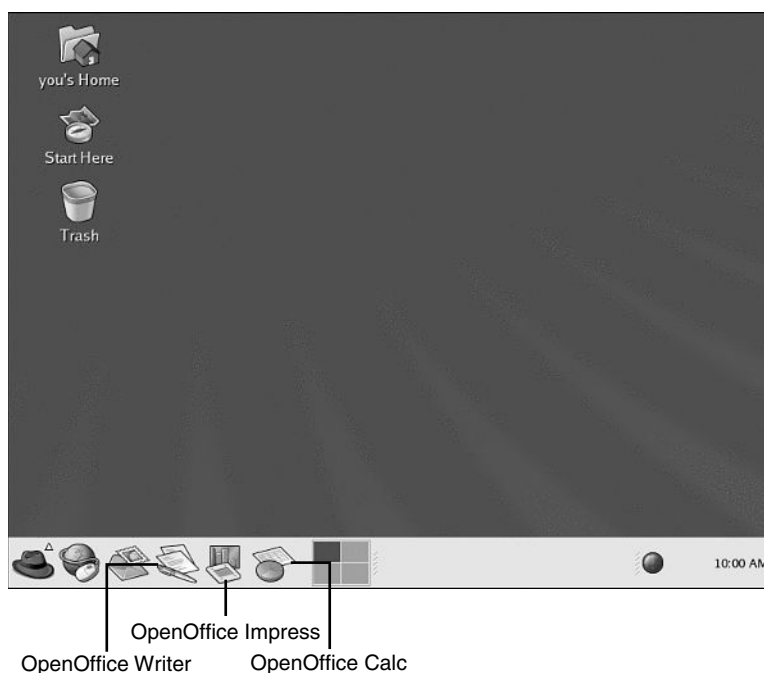 you's Home
Start Here
Trash
10:00 AM
OpenOffice Impress
OpenOffice Writer
OpenOffice Calc